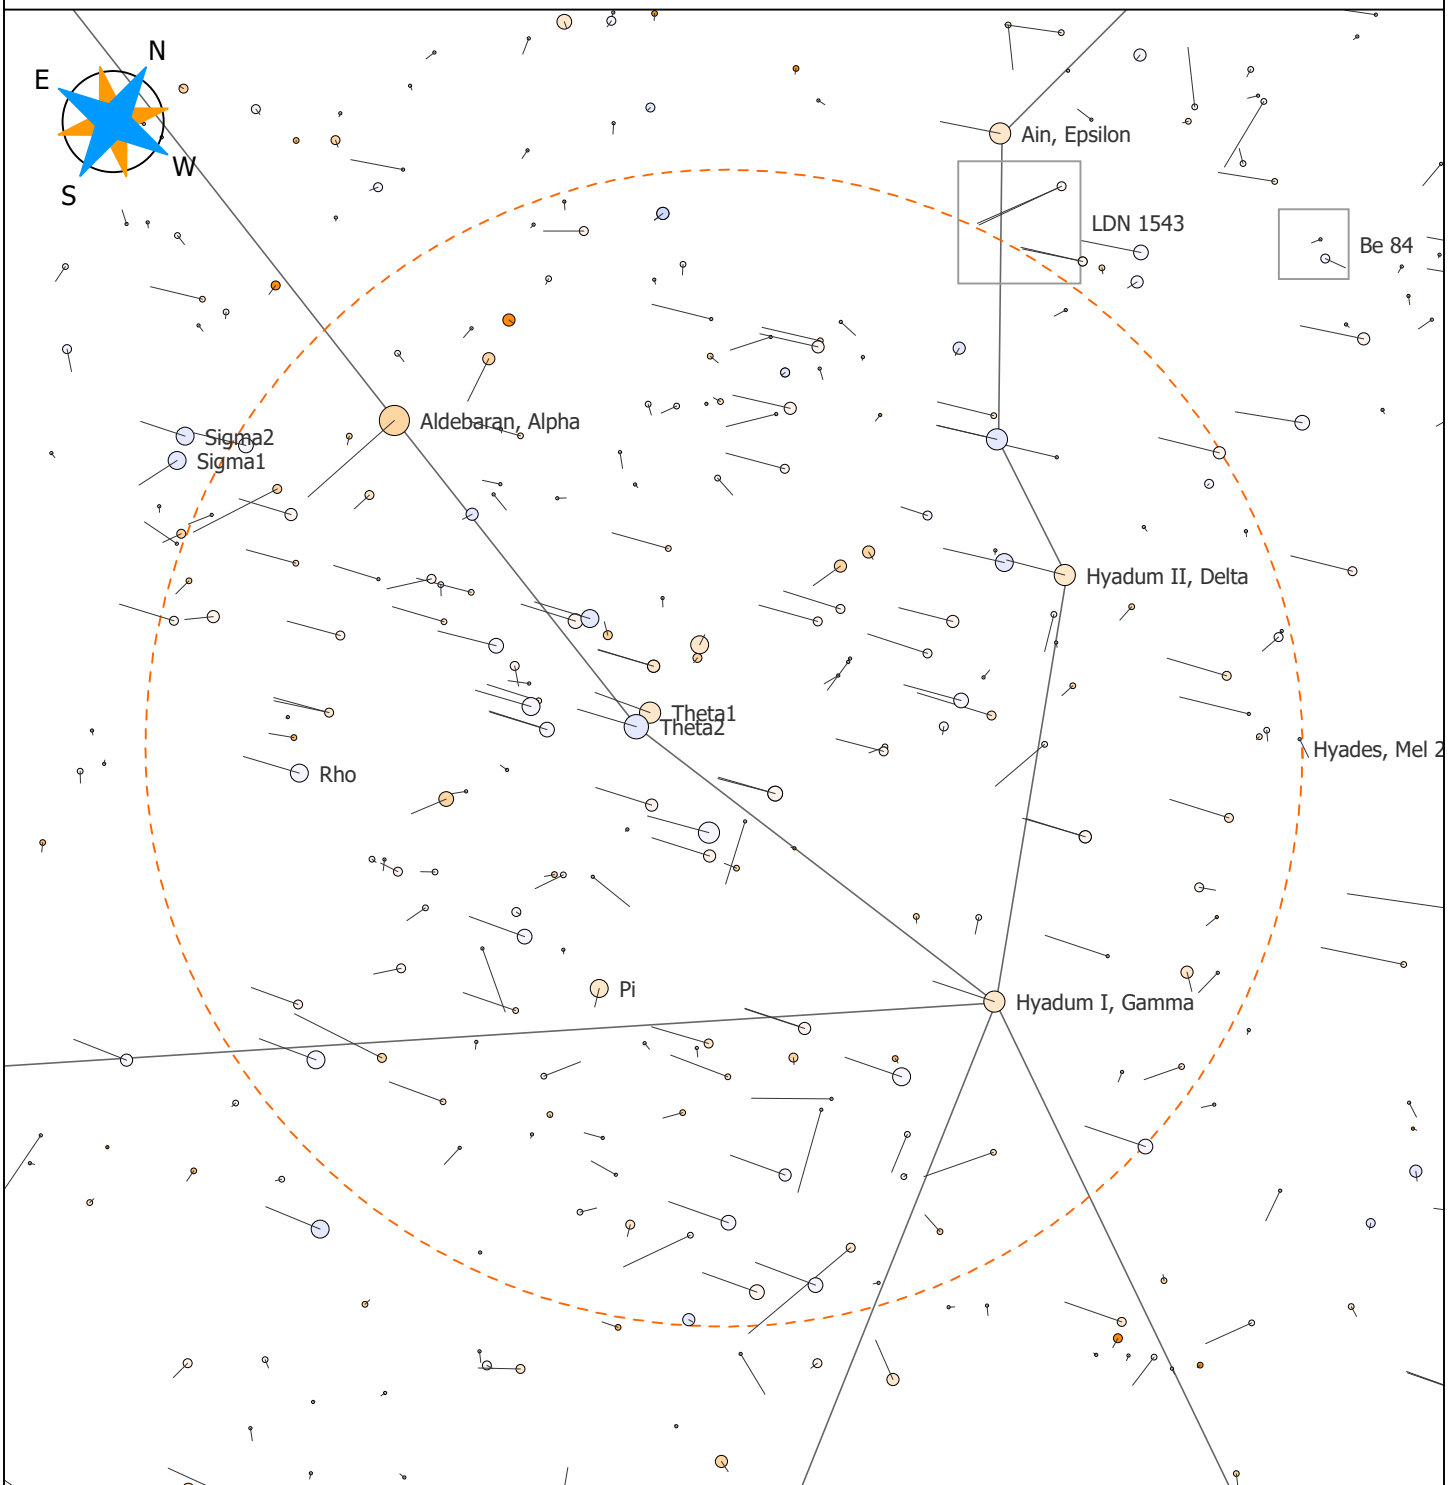 N
E
W
S
Ain, Epsilon
LDN 1543
Be 84
Aldebaran, Alpha
Sigma2
Sigma1
Hyadum II, Delta
Theta1
Theta2
Hyades, Mel 2
Rho
Pi
Hyadum I, Gamma